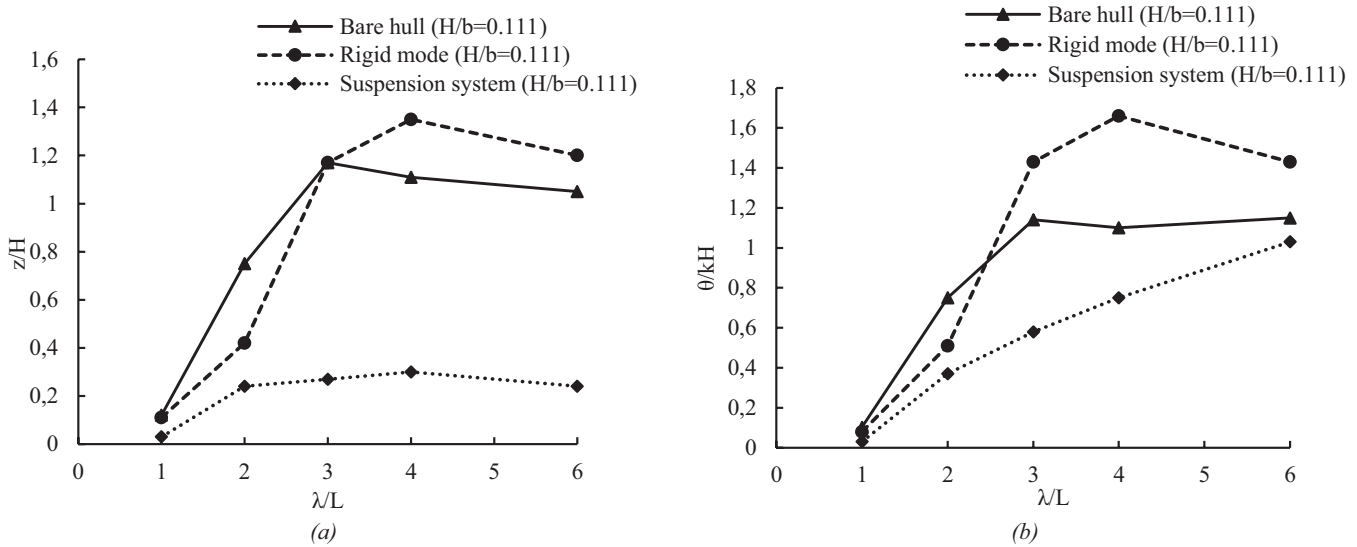 Bare hull (H/b=0.111)
Rigid mode (H/b=0.111)
Suspension system (H/b=0.111)
1,6
1,4
1,2
1
0,8
0,6
0,4
0,2
0
z/H
0 1 2 3 4 5 6
λ/L
(a)
Bare hull (H/b=0.111)
Rigid mode (H/b=0.111)
Suspension system (H/b=0.111)
1,8
1,6
1,4
1,2
1
0,8
0,6
0,4
0,2
0
θ/kH
0 1 2 3 4 5 6
λ/L
(b)